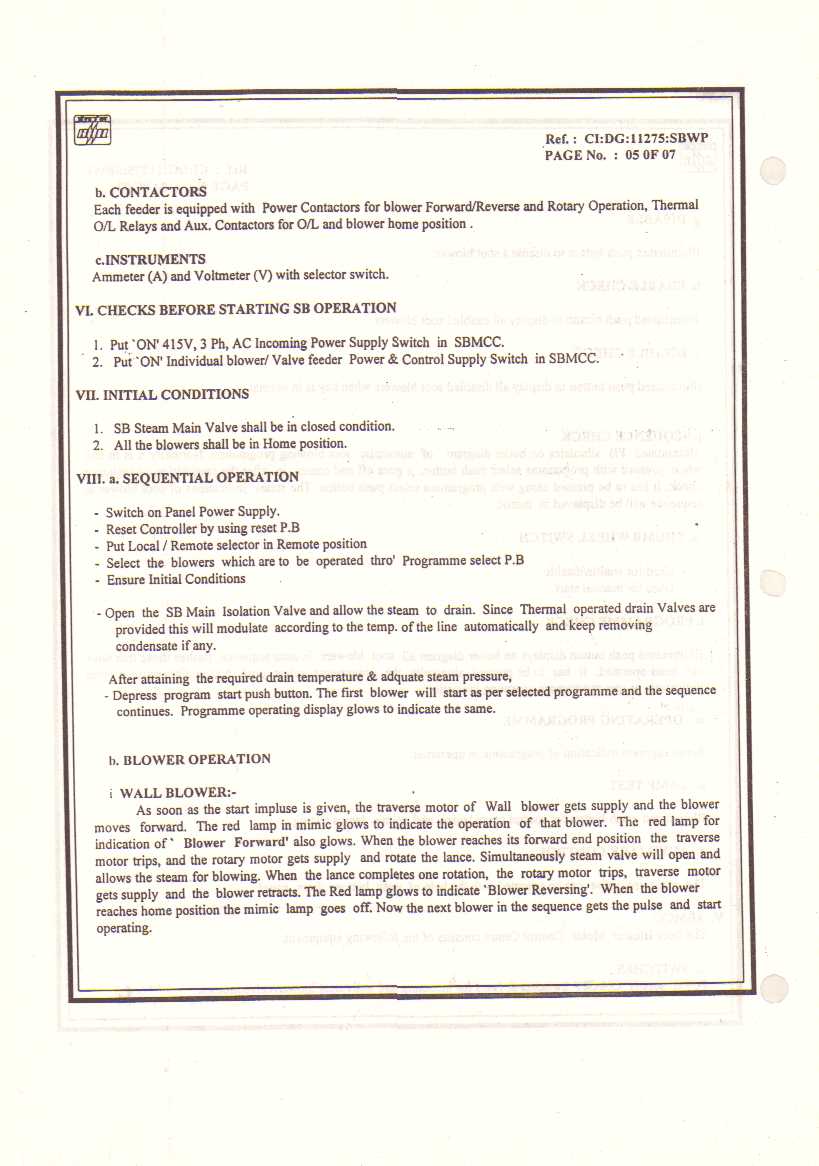 Ref. : CI:DG:11275:SBWP
PAGE No. : 05 0F 07
b. CONTACTORS
Each feeder is equipped with Power Contactors for blower Forward/Reverse and Rotary Operation, Thermal
O/L Relays and Aux. Contactors for O/L and blower home position .
c.INSTRUMENTS
Ammeter (A) and Voltmeter (V) with selector switch.
VI. CHECKS BEFORE STARTING SB OPERATION
1. Put `ON' 415V, 3 Ph, AC Incoming Power Supply Switch in SBMCC.
2. Put `ON' Individual blower/ Valve feeder Power & Control Supply Switch in SBMCC.
VII. INITIAL CONDITIONS
1. SB Steam Main Valve shall be in closed condition.
2. All the blowers shall be in Home position.
VIII. a. SEQUENTIAL OPERATION
- Switch on Panel Power Supply.
- Reset Controller by using reset P.B
- Put Local / Remote selector in Remote position
- Select the blowers which are to be operated thro' Programme select P.B
- Ensure Initial Conditions
- Open the SB Main Isolation Valve and allow the steam to drain. Since Thermal operated drain Valves are
provided this will modulate according to the temp. of the line automatically and keep removing
condensate if any.
After attaining the required drain temperature & adquate steam pressure,
- Depress program start push button. The first blower will start as per selected programme and the sequence
continues. Programme operating display glows to indicate the same.
b. BLOWER OPERATION
i WALL BLOWER:-
As soon as the start impluse is given, the traverse motor of Wall blower gets supply and the blower
moves forward. The red lamp in mimic glows to indicate the operation of that blower. The red lamp for
indication of ` Blower Forward' also glows. When the blower reaches its forward end position the traverse
motor trips, and the rotary motor gets supply and rotate the lance. Simultaneously steam valve will open and
allows the steam for blowing. When the lance completes one rotation, the rotary motor trips, traverse motor
gets supply and the blower retracts. The Red lamp glows to indicate `Blower Reversing'. When the blower
reaches home position the mimic lamp goes off. Now the next blower in the sequence gets the pulse and start
operating.